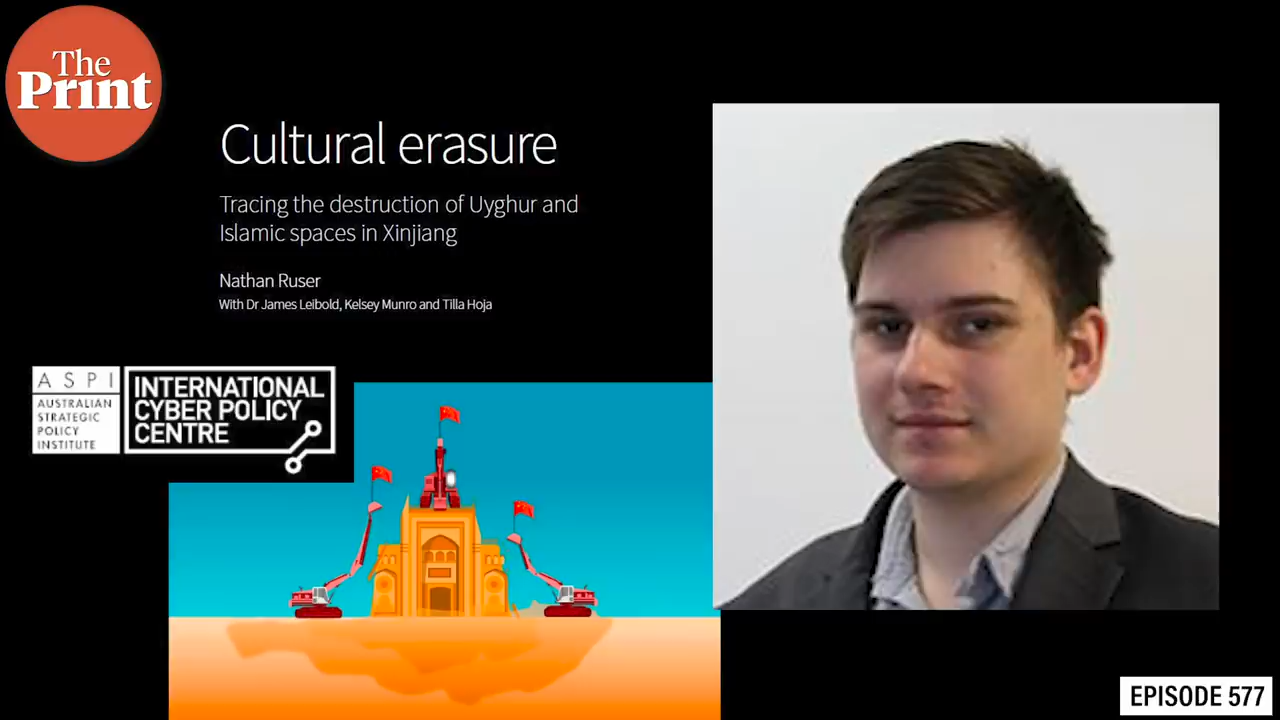 The
Print
Cultural erasure
Tracing the destruction of Uyghur and
Islamic spaces in Xinjiang
Nathan Ruser
With Dr James Leibold, Kelsey Munro and Tilla Hoja
ASPI
AUSTRALIAN
STRATEGIC
POLICY
INSTITUTE
INTERNATIONAL
CYBER POLICY
CENTRE
EPISODE 577